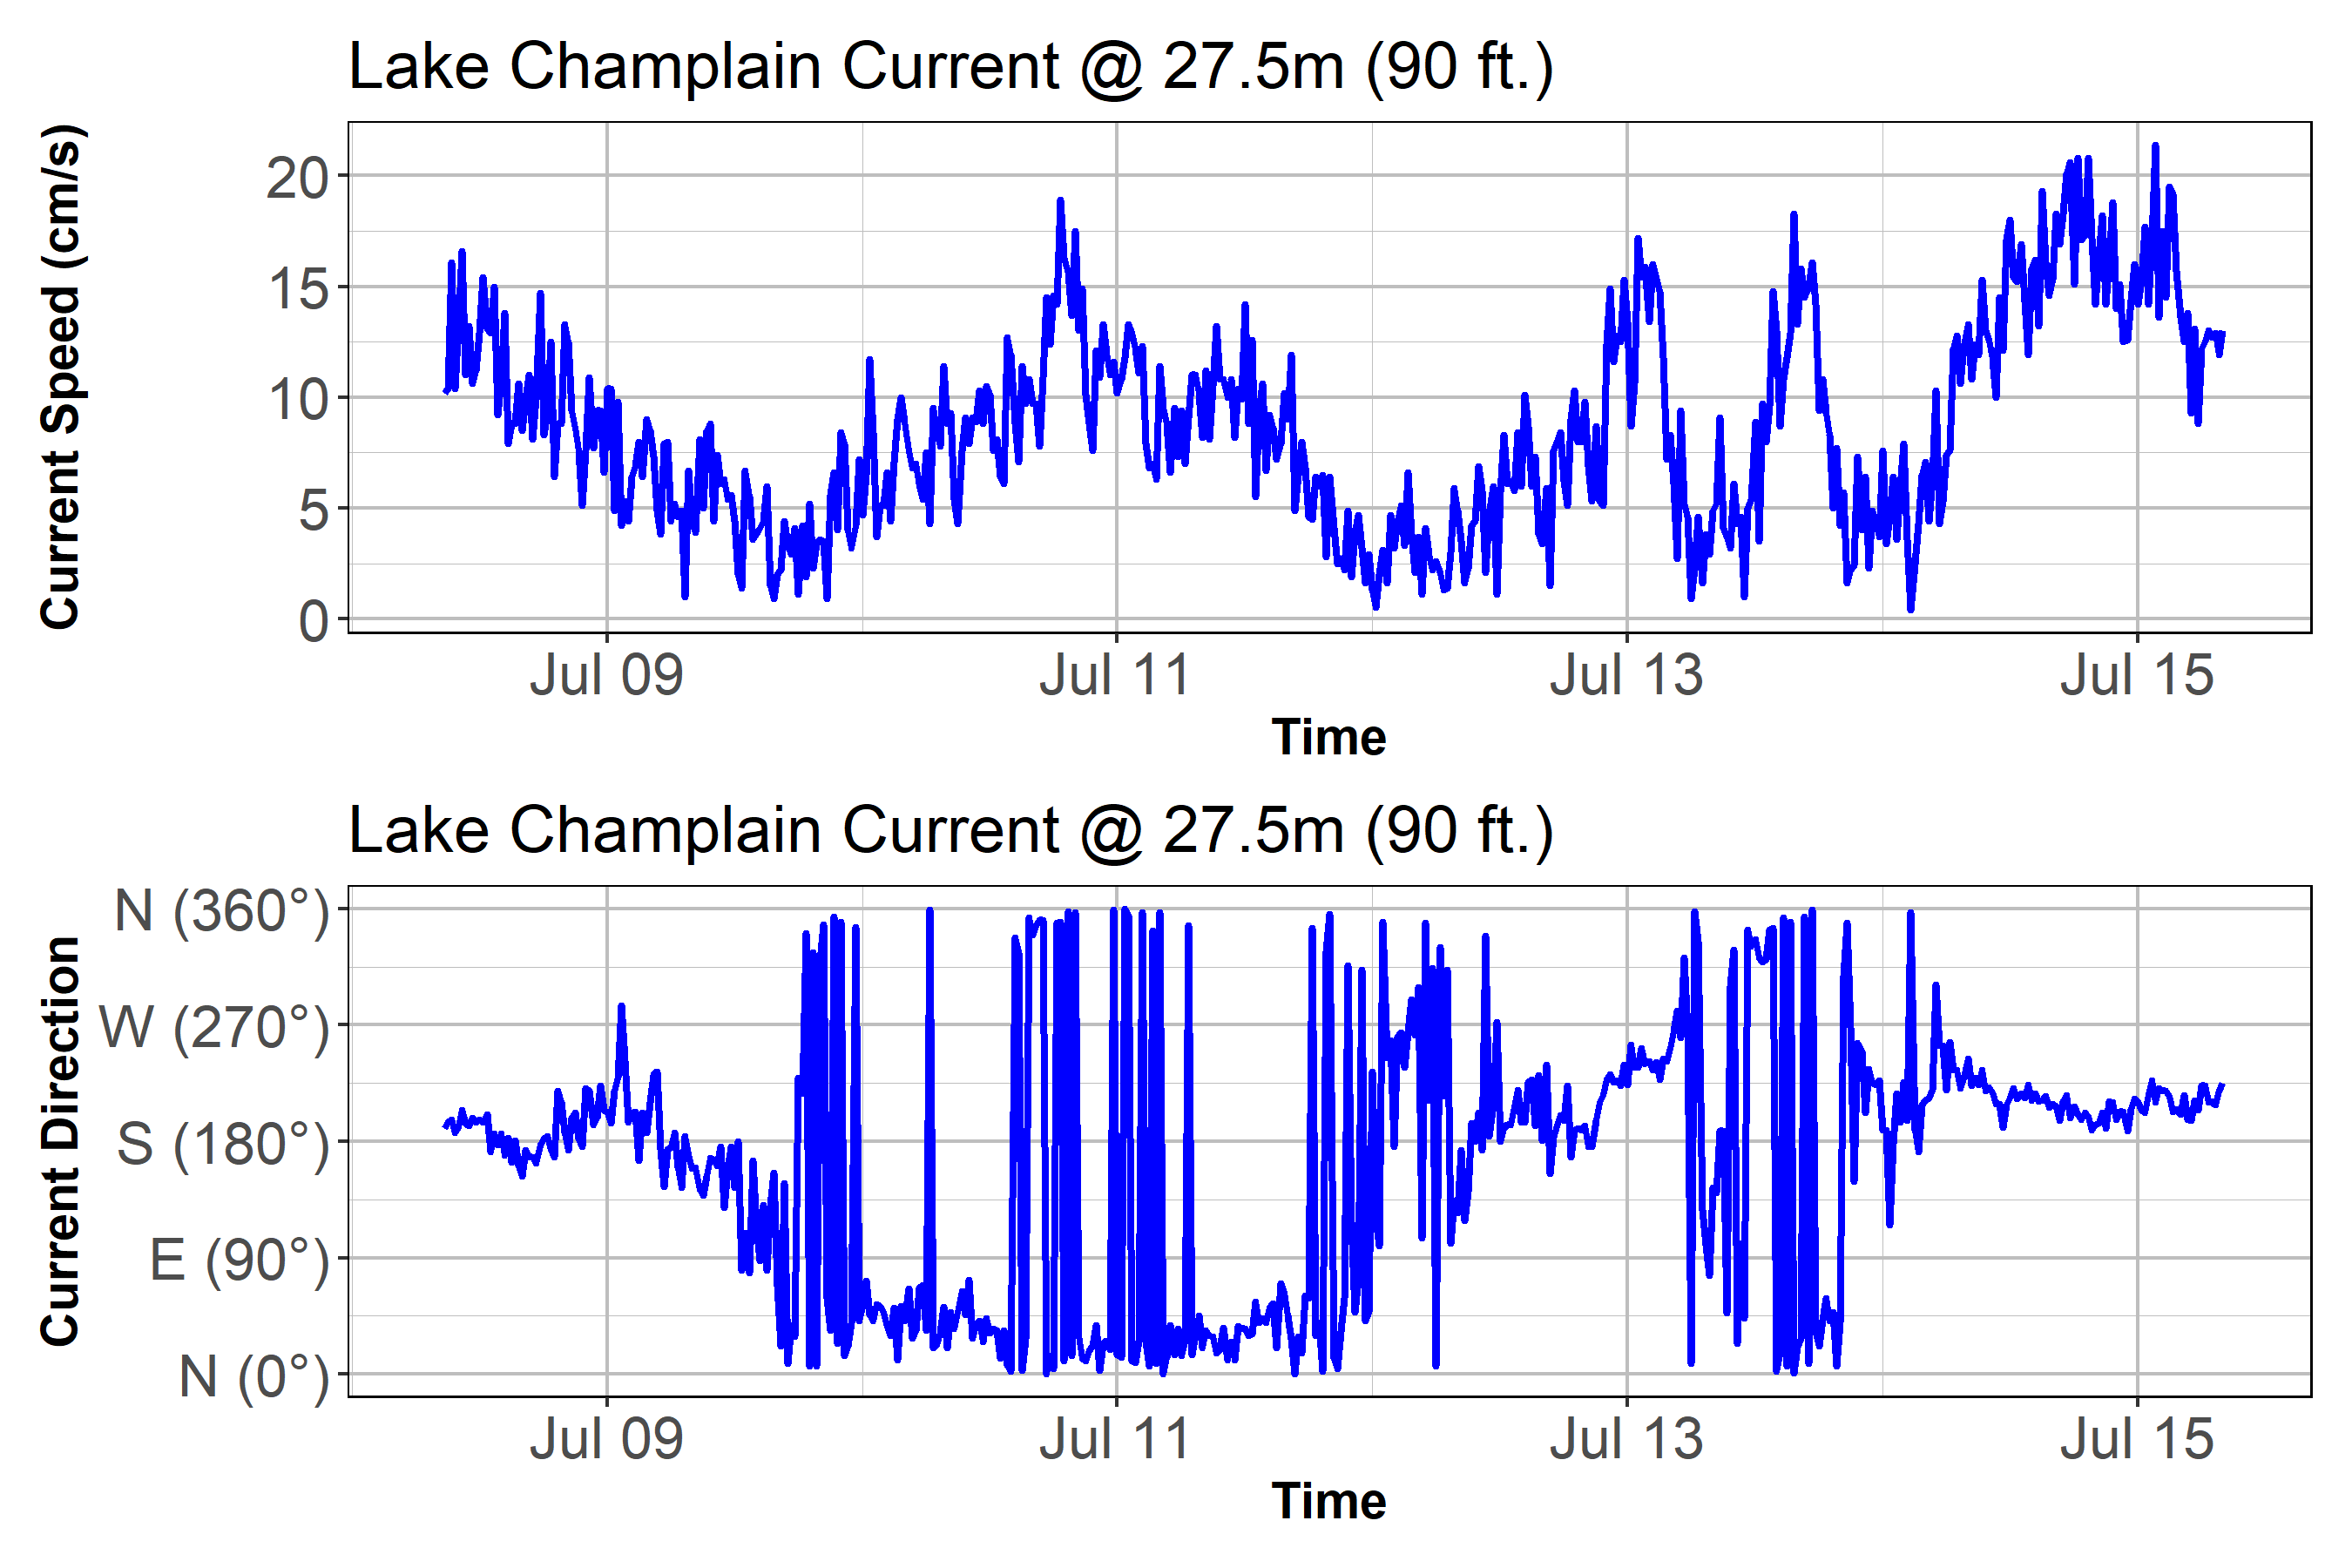 Lake Champlain Current @ 27.5m (90 ft.)
Current Speed (cm/s)
20
15
10
5
0
Jul 09 Jul 11 Jul 13 Jul 15
Time
Lake Champlain Current @ 27.5m (90 ft.)
Current Direction
N (360°)
W (270°)
S (180°)
E (90°)
N (0°)
Jul 09 Jul 11 Jul 13 Jul 15
Time